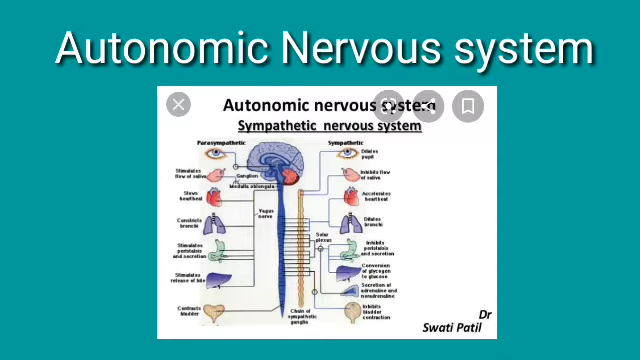 Autonomic Nervous system
Autonomic nervous system
Sympathetic nervous system
Parasympathetic
Sympathetic
Stimulates
flow of saliva
Slows
heartbeat
Constricts
bronchi
Stimulates
peristalsis
and secretion
Stimulates
release of bile
Contracts
bladder
Ganglion
Medulla oblongata
Vagus
nerve
Solar
plexus
Chain of
sympathetic
ganglia
Dilates
pupil
Inhibits flow
of saliva
Accelerates
heartbeat
Dilates
bronchi
Inhibits
peristalsis
and secretion
Conversion
of glycogen
to glucose
Secretion of
adrenaline and
noradrenaline
Inhibits
bladder
contraction
Dr
Swati Patil